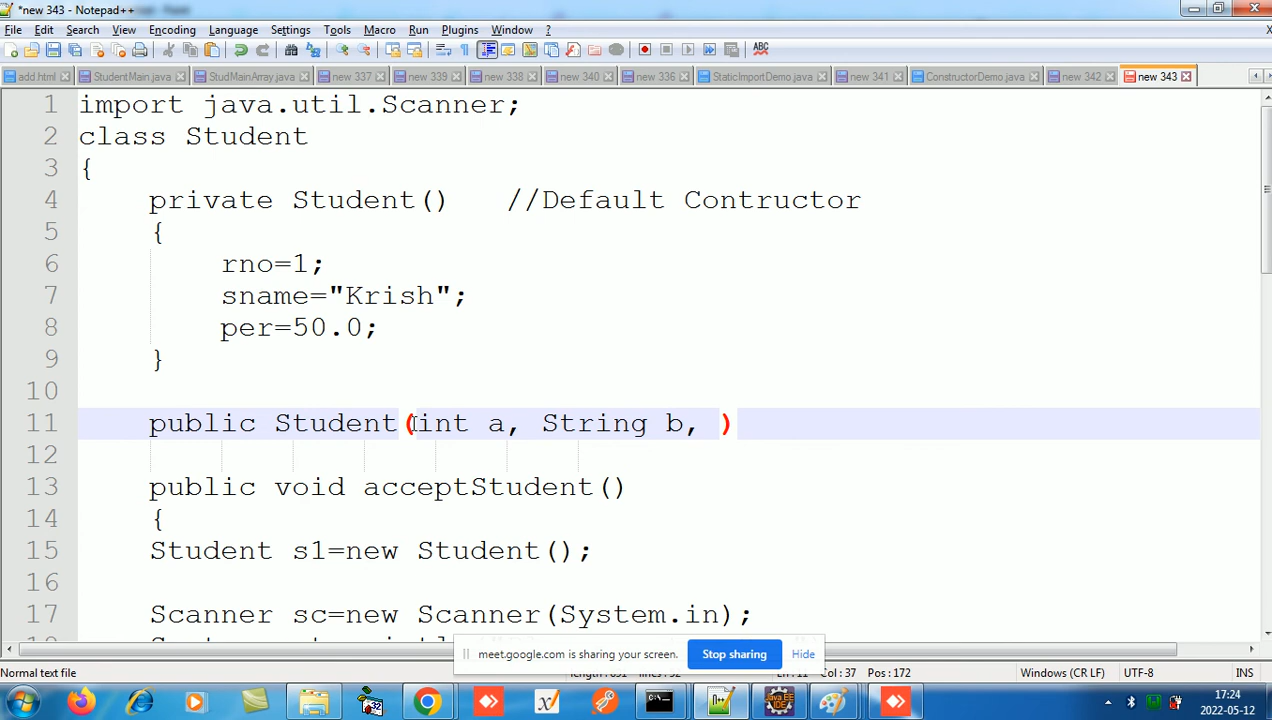 *new 343 - Notepad++
File Edit Search View Encoding Language Settings Tools Macro Run Plugins Window ?
add.html StudentMain.java StudMainArray.java new 337 new 339 new 338 new 340 new 336 StaticImportDemo.java new 341 ConstructorDemo.java new 342 new 343
1 import java.util.Scanner;
2 class Student
3 {
4 private Student() //Default Contructor
5 {
6 rno=1;
7 sname="Krish";
8 per=50.0;
9 }
10
11 public Student(int a, String b, )
12
13 public void acceptStudent()
14 {
15 Student s1=new Student();
16
17 Scanner sc=new Scanner(System.in);
meet.google.com is sharing your screen. Stop sharing Hide
Normal text file Col : 37 Pos : 172 Windows (CR LF) UTF-8 INS
17:24
2022-05-12